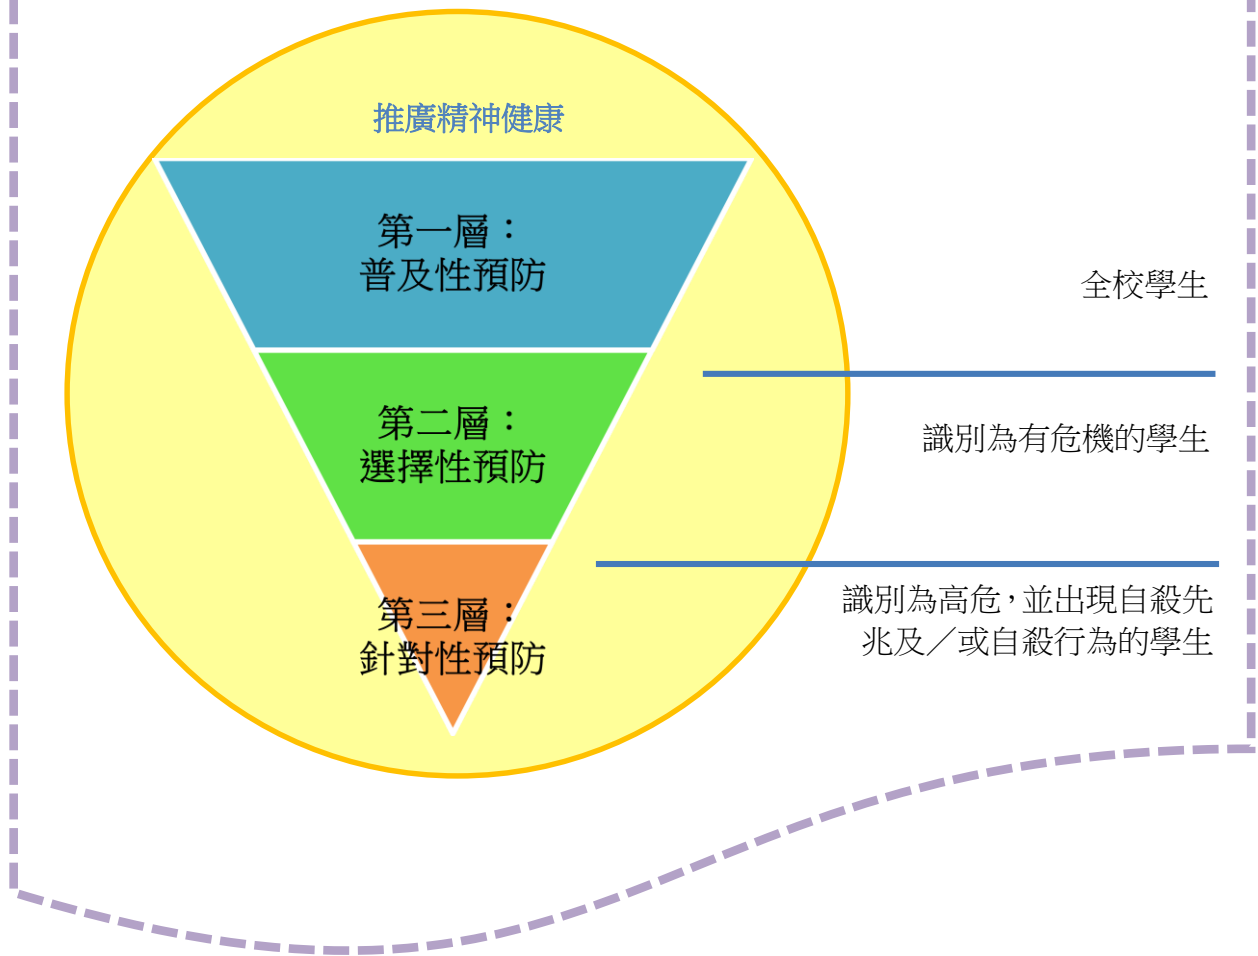 推廣精神健康
第一層：
普及性預防
全校學生
第二層：
選擇性預防
識別為有危機的學生
第三層：
針對性預防
識別為高危，並出現自殺先
兆及／或自殺行為的學生